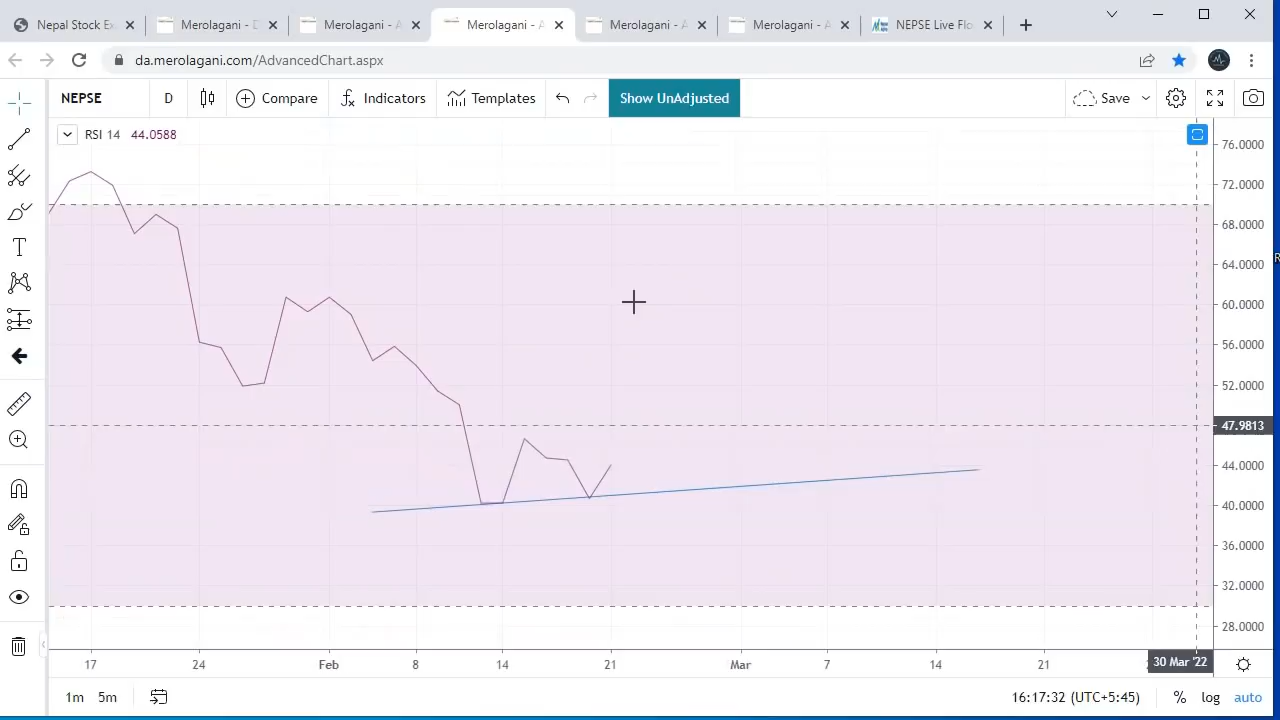 Nepal Stock Ex
Merolagani - D
Merolagani - A
Merolagani - A
Merolagani - A
Merolagani - A
NEPSE Live Flo
da.merolagani.com/AdvancedChart.aspx
NEPSE D Compare Indicators Templates Show UnAdjusted Save
RSI 14 44.0588
76.0000
72.0000
68.0000
64.0000
60.0000
56.0000
52.0000
47.9813
44.0000
40.0000
36.0000
32.0000
28.0000
17 24 Feb 8 14 21 Mar 7 14 21 30 Mar '22
1m 5m 16:17:32 (UTC+5:45) % log auto